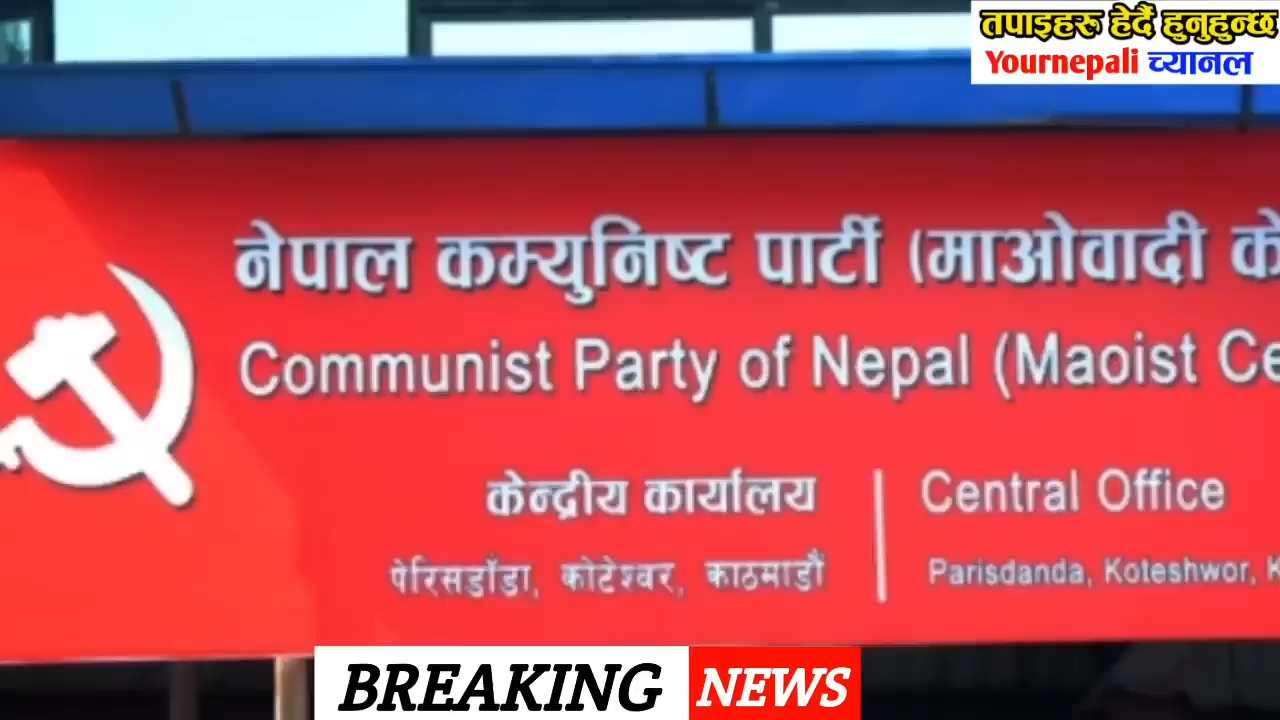 तपाइहरू हेर्दै हुनुहुन्छ
Yournepali च्यानल
नेपाल कम्युनिष्ट पार्टी (माओवादी के
Communist Party of Nepal (Maoist Ce
केन्द्रीय कार्यालय
पेरिसडाँडा, कोटेश्वर, काठमाडौं
Central Office
Parisdanda, Koteshwor, K
BREAKING NEWS